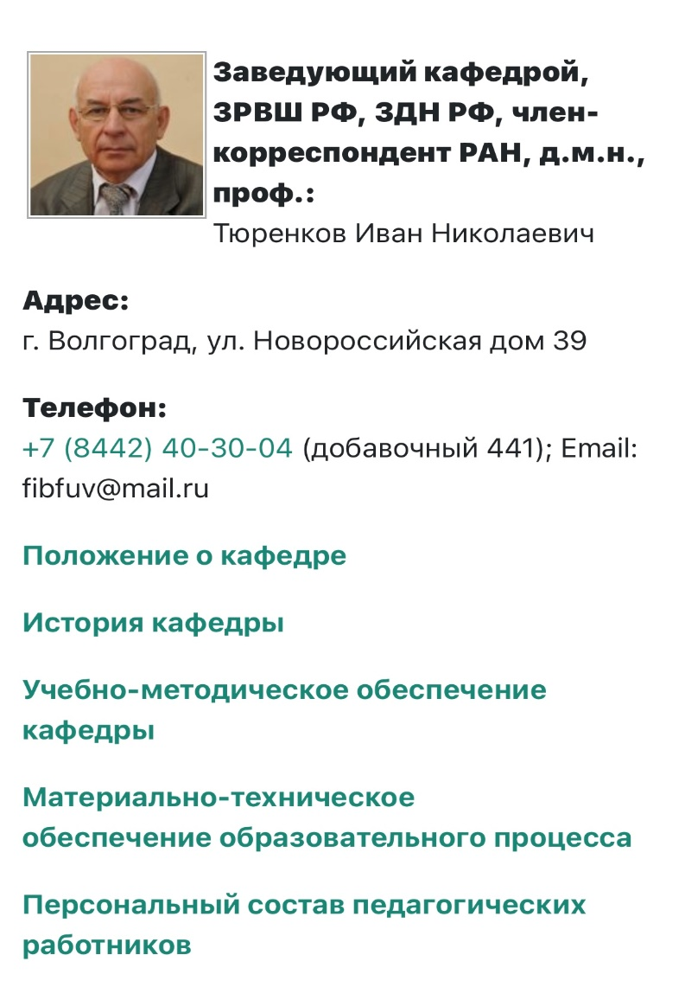 Заведующий кафедрой,
ЗРВШ РФ, ЗДН РФ, член-
корреспондент РАН, д.м.н.,
проф.:
Тюренков Иван Николаевич
Адрес:
г. Волгоград, ул. Новороссийская дом 39
Телефон:
+7 (8442) 40-30-04 (добавочный 441); Email:
fibfuv@mail.ru
Положение о кафедре
История кафедры
Учебно-методическое обеспечение
кафедры
Материально-техническое
обеспечение образовательного процесса
Персональный состав педагогических
работников